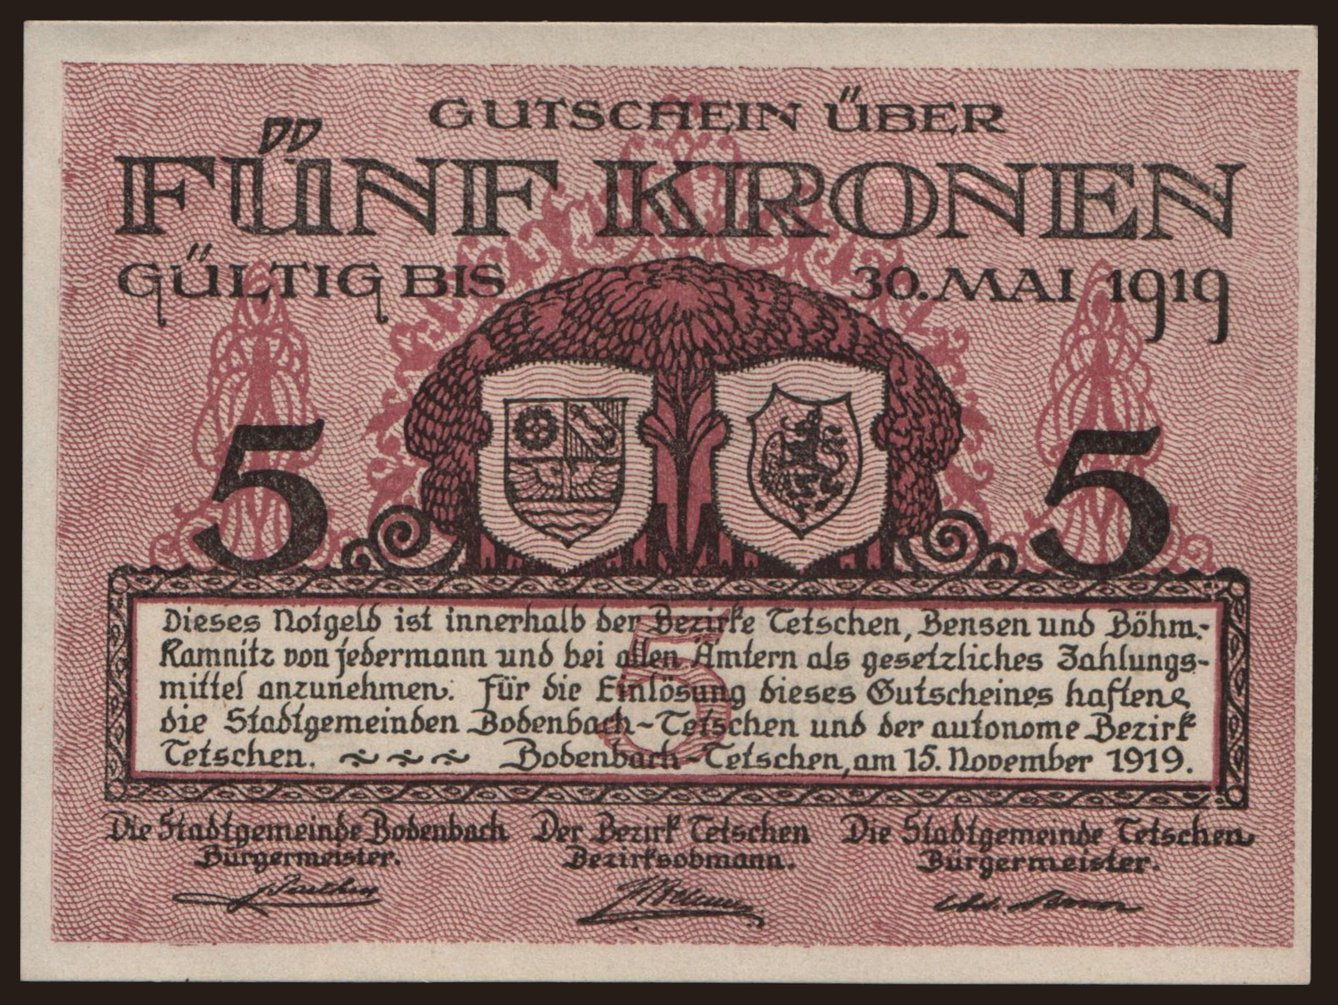 GUTSCHEIN ÜBER
FÜNF KRONEN
GÜLTIG BIS 30. MAI 1919
5 5
Dieses Notgeld ist innerhalb der Bezirke Tetschen, Bensen und Böhm.-
Kamnitz von jedermann und bei allen Ämtern als gesetzliches Zahlungs-
mittel anzunehmen. Für die Einlösung dieses Gutscheines haften
die Stadtgemeinden Bodenbach-Tetschen und der autonome Bezirk
Tetschen. Bodenbach-Tetschen, am 15. November 1919.
5
Die Stadtgemeinde Bodenbach Der Bezirk Tetschen Die Stadtgemeinde Tetschen
Bürgermeister. Bezirksobmann. Bürgermeister.